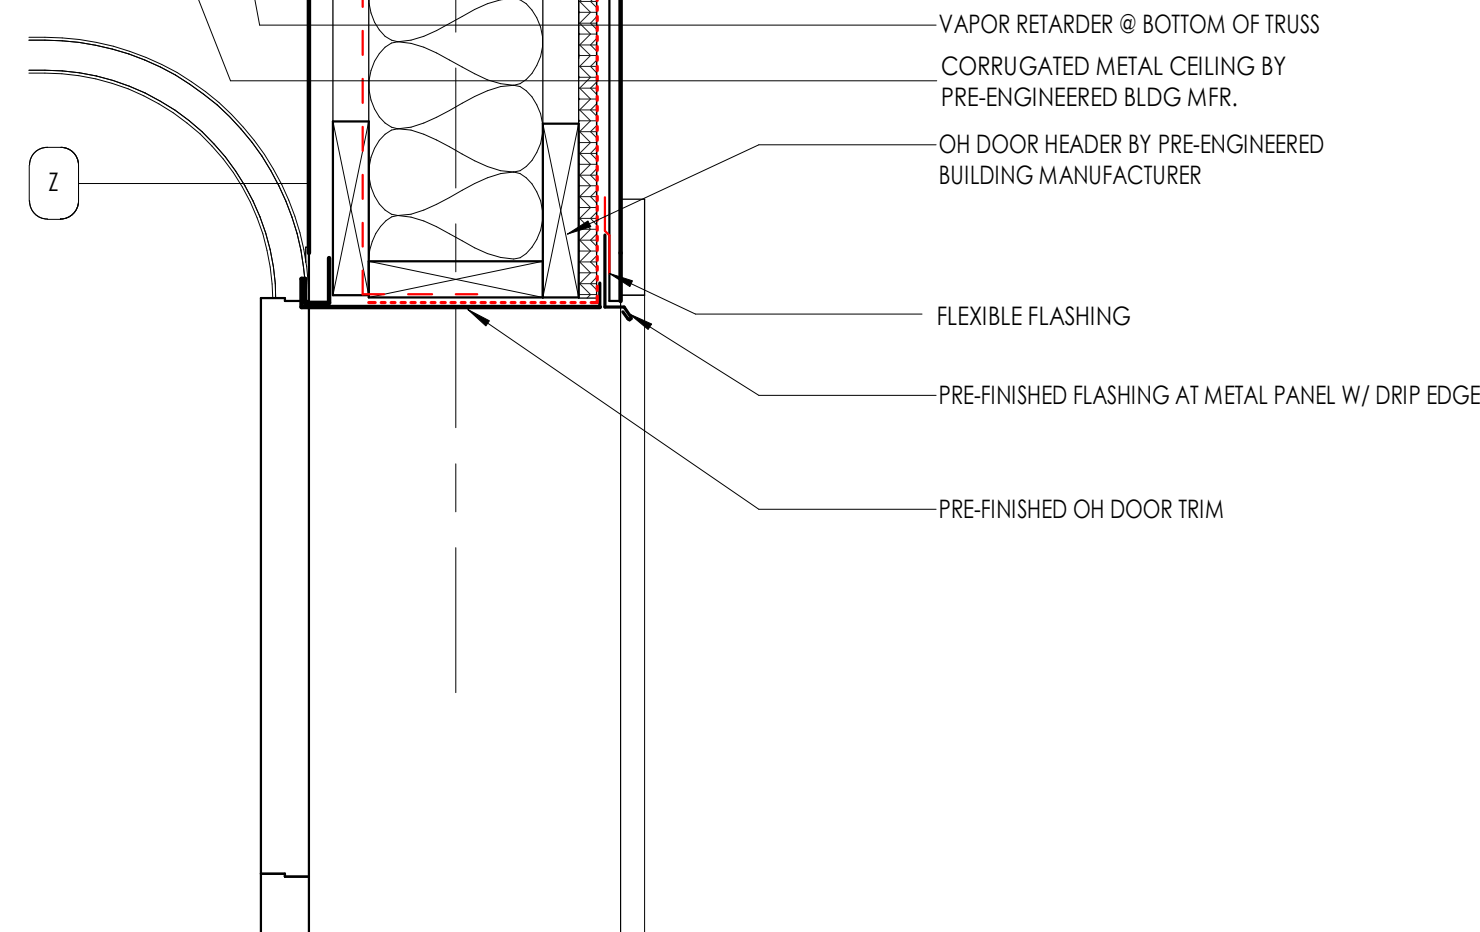 VAPOR RETARDER @ BOTTOM OF TRUSS
CORRUGATED METAL CEILING BY
PRE-ENGINEERED BLDG MFR.
OH DOOR HEADER BY PRE-ENGINEERED
BUILDING MANUFACTURER
Z
FLEXIBLE FLASHING
PRE-FINISHED FLASHING AT METAL PANEL W/ DRIP EDGE
PRE-FINISHED OH DOOR TRIM